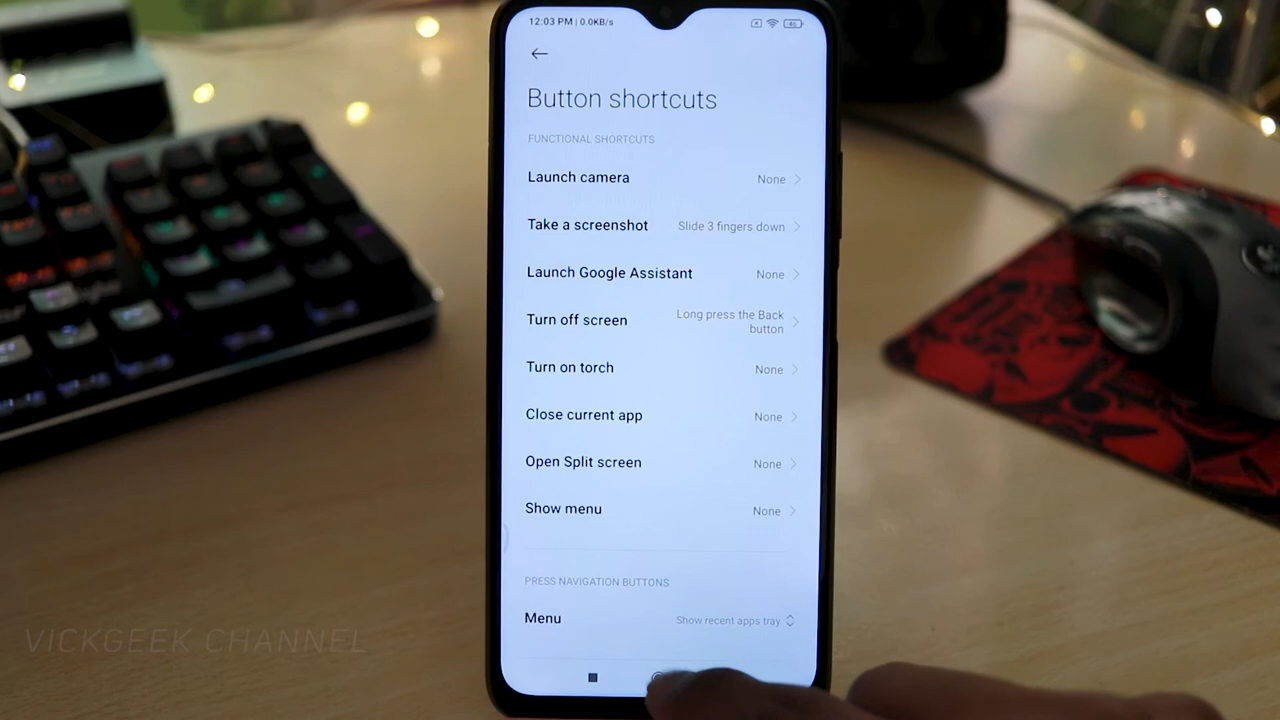 12:03 PM | 0.0KB/s
46
Button shortcuts
FUNCTIONAL SHORTCUTS
Launch camera None
Take a screenshot Slide 3 fingers down
Launch Google Assistant None
Turn off screen Long press the Back
button
Turn on torch None
Close current app None
Open Split screen None
Show menu None
PRESS NAVIGATION BUTTONS
Menu Show recent apps tray
VICKGEEK CHANNEL